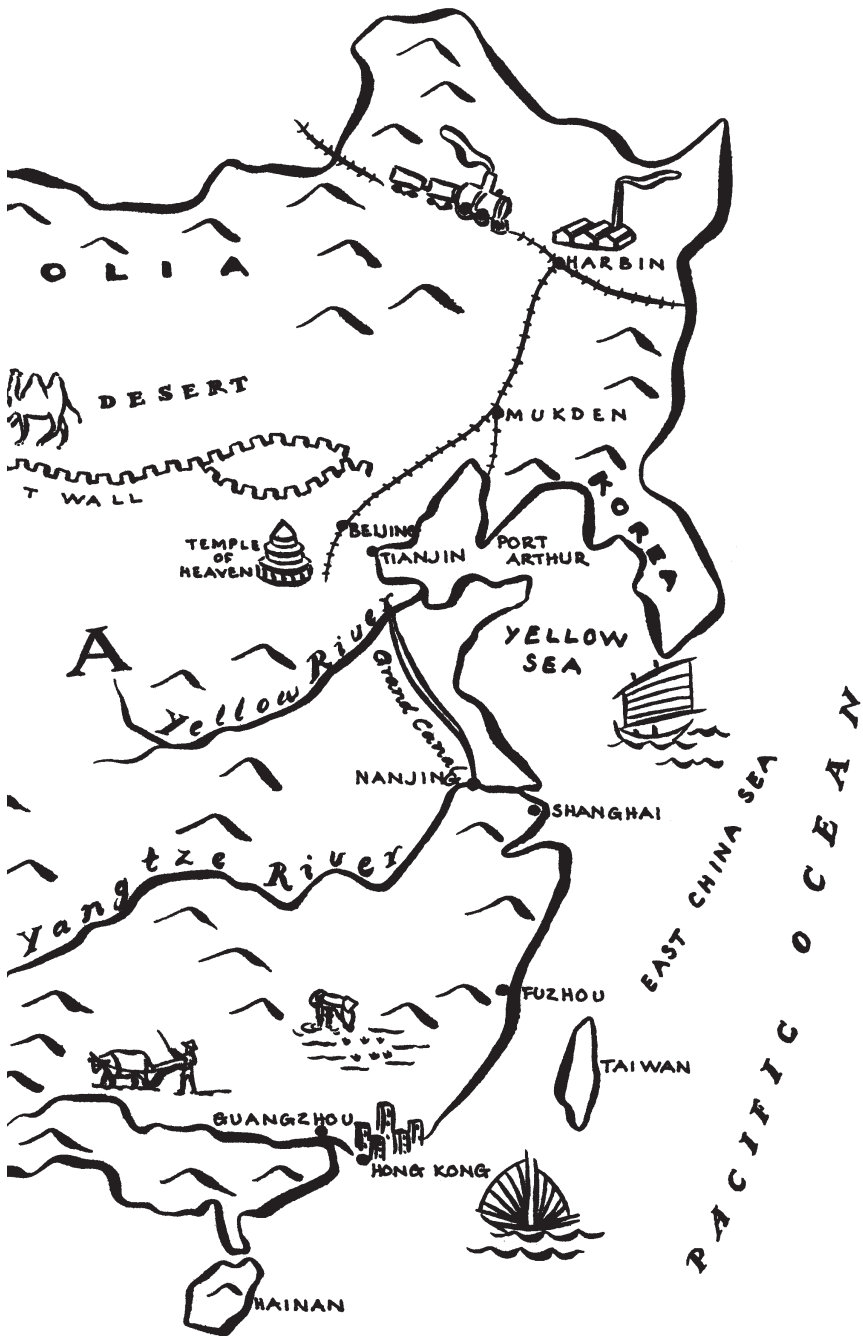 HARBIN
OLIA
DESERT
MUKDEN
T WALL
KOREA
BEIJING
TEMPLE
OF
HEAVEN
TIANJIN
PORT
ARTHUR
YELLOW
SEA
A
Yellow River
Grand Canal
NANJING
SHANGHAI
EAST CHINA SEA
PACIFIC OCEAN
Yangtze River
FUZHOU
TAIWAN
GUANGZHOU
HONG KONG
HAINAN